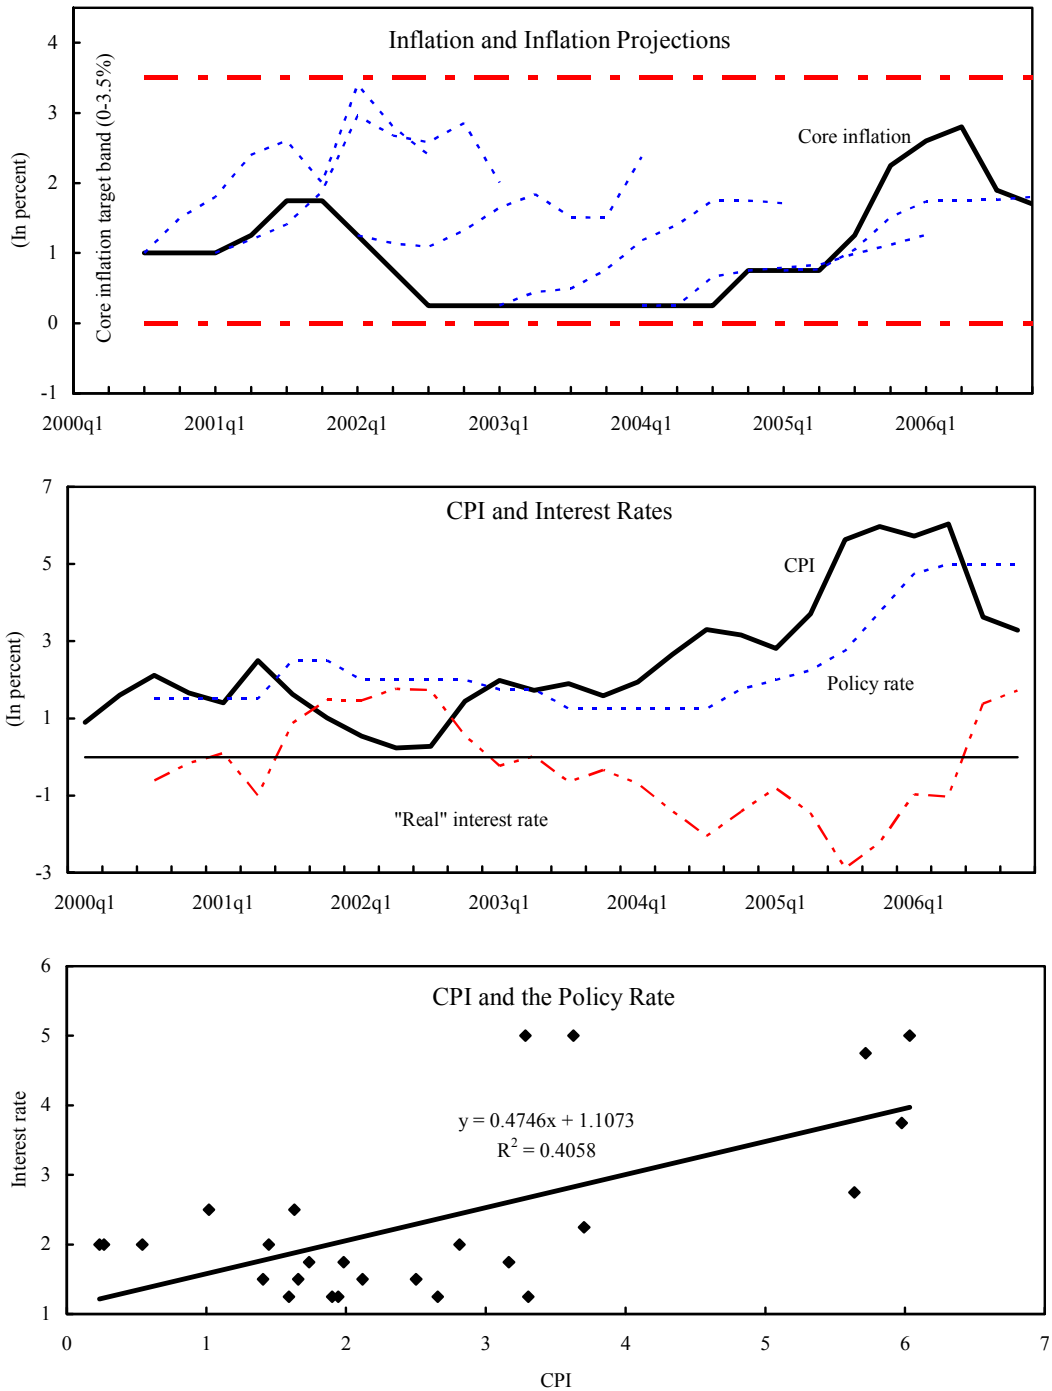 Inflation and Inflation Projections
(In percent)
Core inflation target band (0-3.5%)
4
3
2
1
0
-1
Core inflation
2000q1 2001q1 2002q1 2003q1 2004q1 2005q1 2006q1
CPI and Interest Rates
(In percent)
7
5
3
1
-1
-3
CPI
Policy rate
"Real" interest rate
2000q1 2001q1 2002q1 2003q1 2004q1 2005q1 2006q1
CPI and the Policy Rate
Interest rate
6
5
4
3
2
1
y = 0.4746x + 1.1073
R² = 0.4058
0 1 2 3 4 5 6 7
CPI